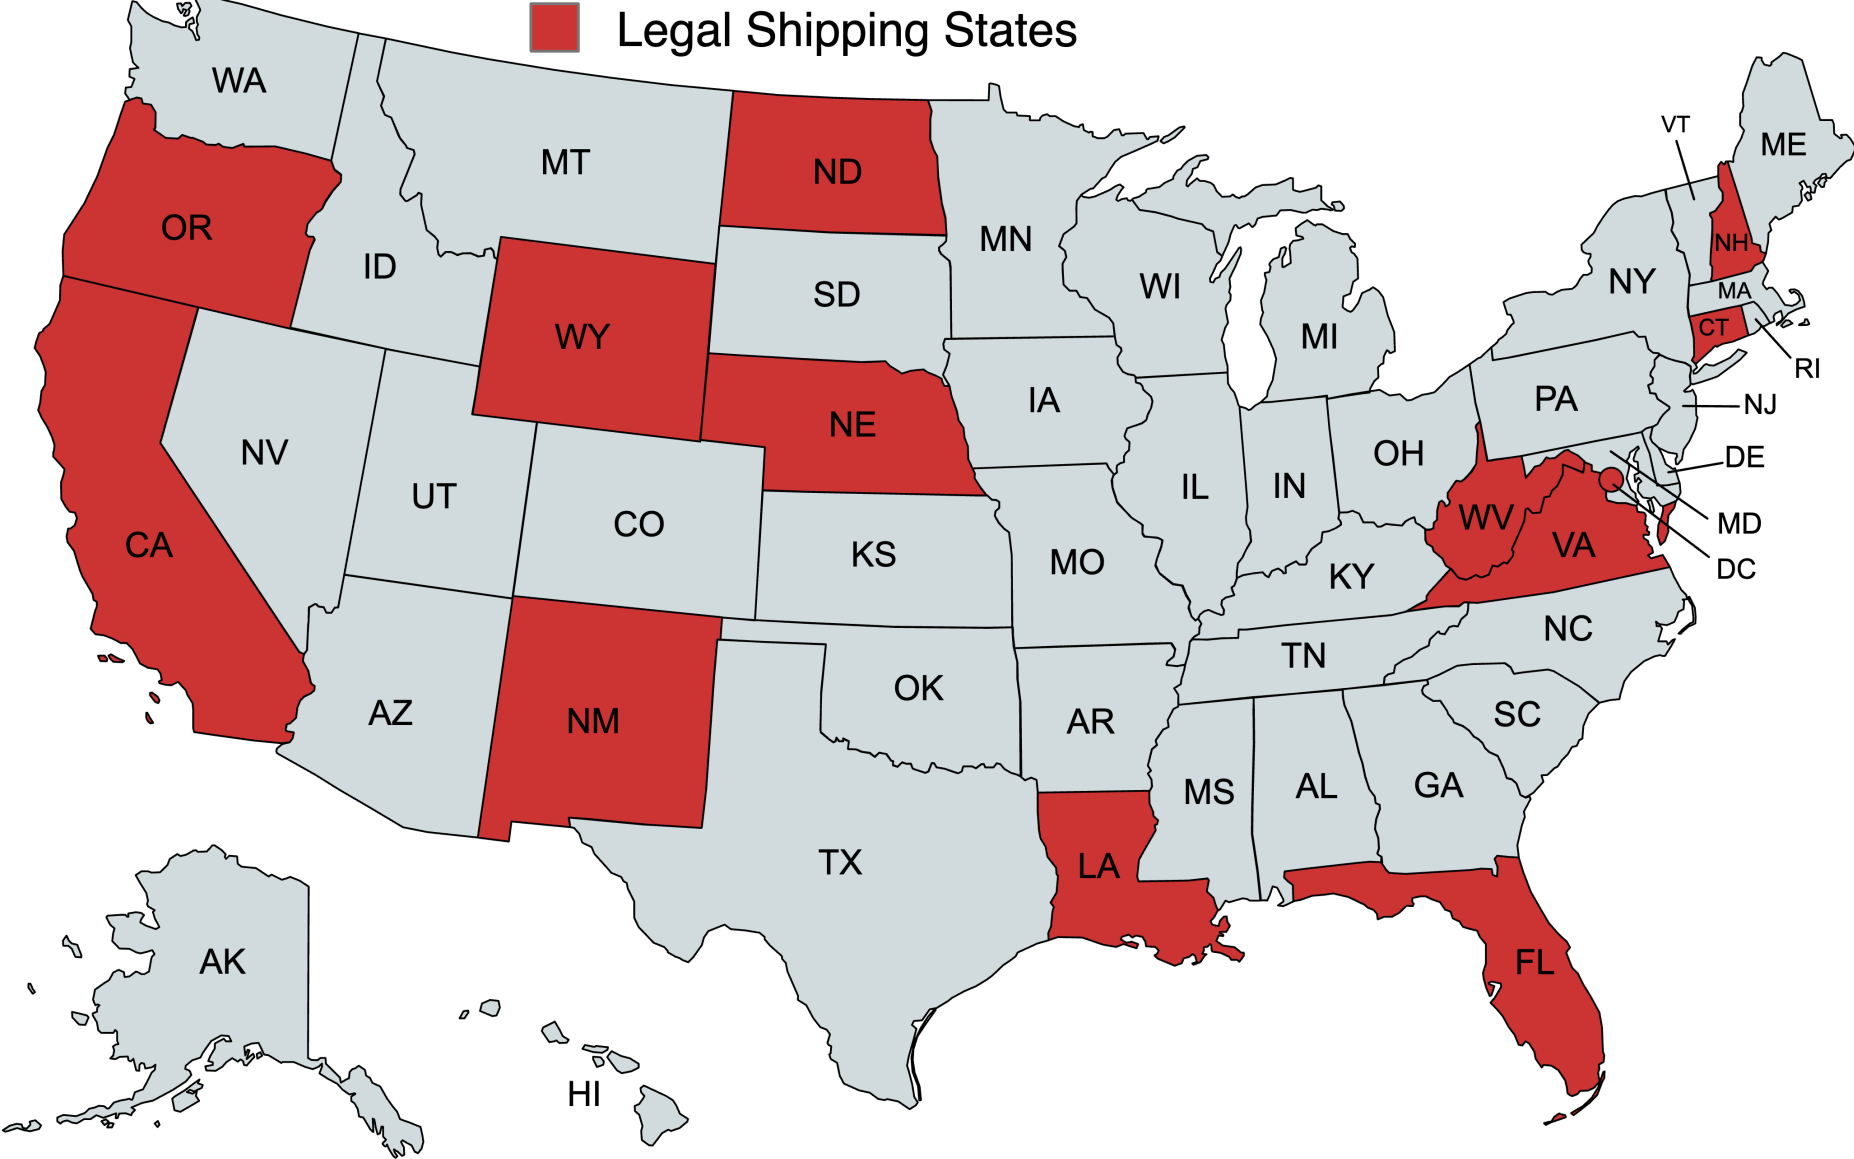 Legal Shipping States
WA
MT
ND
MN
VT
ME
OR
ID
WY
SD
WI
MI
NY
NH
MA
CT
RI
NV
UT
CO
NE
IA
IL
IN
OH
PA
NJ
DE
MD
DC
CA
KS
MO
KY
WV
VA
AZ
NM
OK
AR
TN
NC
SC
TX
LA
MS
AL
GA
FL
AK
HI